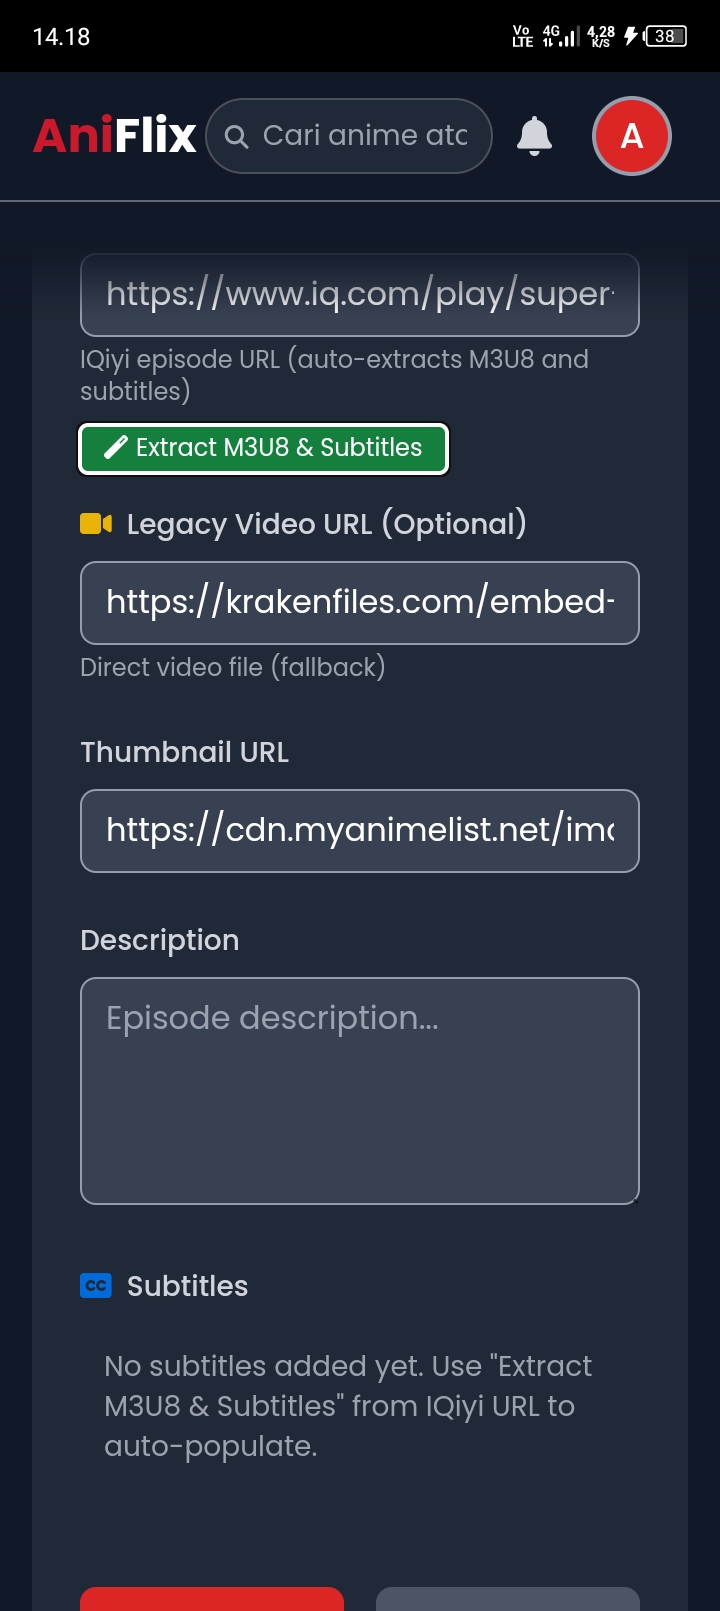 14.18
Vo LTE 4G 4,28 K/S 38
AniFlix
Cari anime atc
A
https://www.iq.com/play/super-
IQiyi episode URL (auto-extracts M3U8 and
subtitles)
Extract M3U8 & Subtitles
Legacy Video URL (Optional)
https://krakenfiles.com/embed-
Direct video file (fallback)
Thumbnail URL
https://cdn.myanimelist.net/ima
Description
Episode description...
CC Subtitles
No subtitles added yet. Use "Extract
M3U8 & Subtitles" from IQiyi URL to
auto-populate.